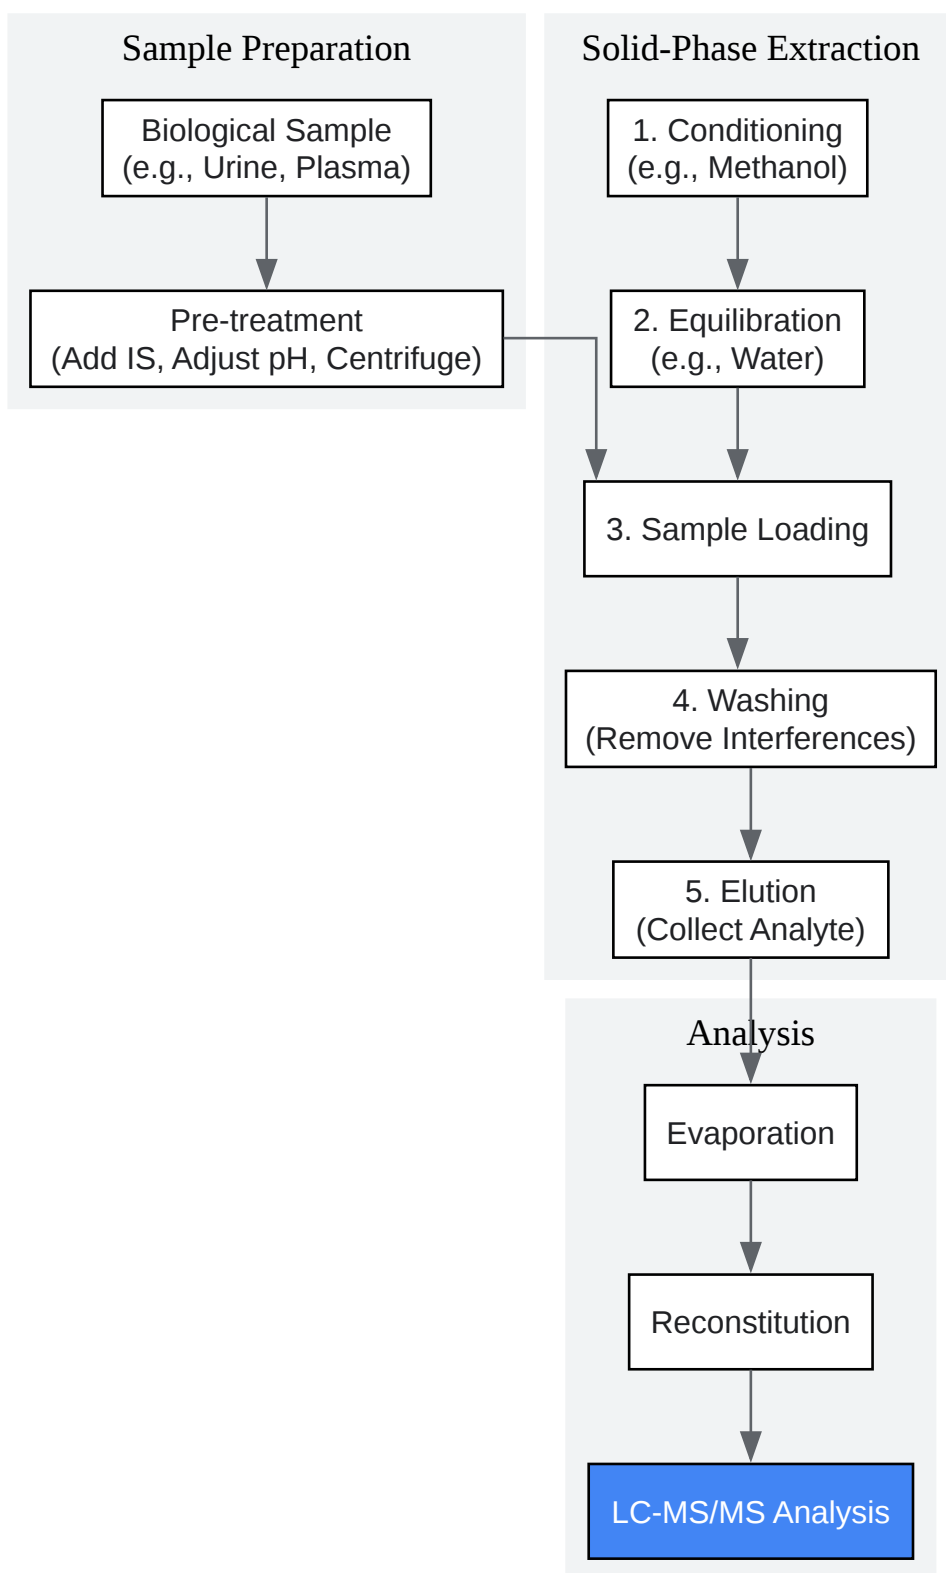 Sample Preparation
Biological Sample
(e.g., Urine, Plasma)
Pre-treatment
(Add IS, Adjust pH, Centrifuge)
Solid-Phase Extraction
1. Conditioning
(e.g., Methanol)
2. Equilibration
(e.g., Water)
3. Sample Loading
4. Washing
(Remove Interferences)
5. Elution
(Collect Analyte)
Analysis
Evaporation
Reconstitution
LC-MS/MS Analysis